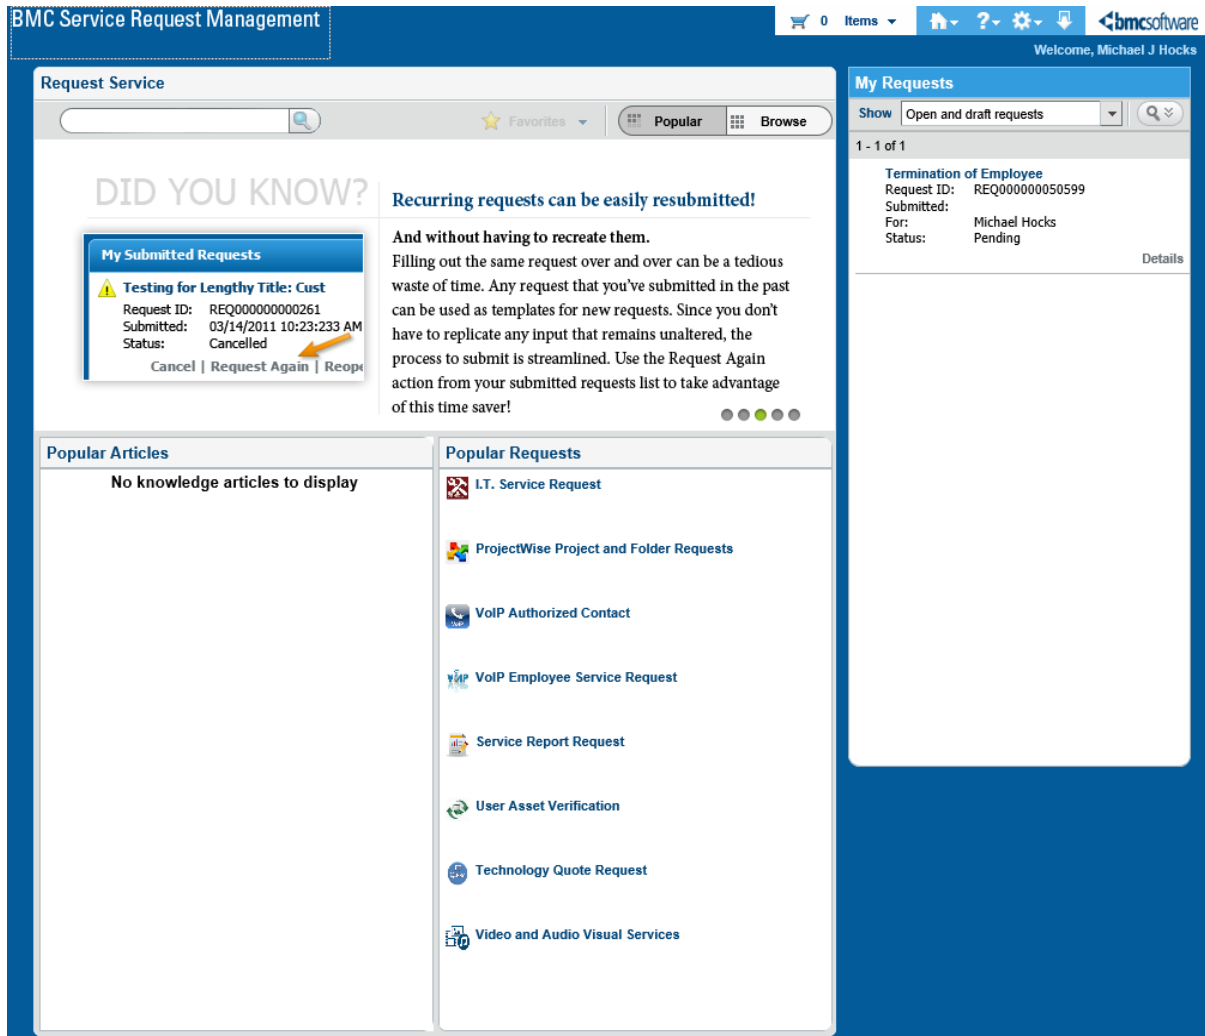 BMC Service Request Management
0 Items
bmcsoftware
Welcome, Michael J Hocks
Request Service
Favorites
Popular
Browse
DID YOU KNOW?
My Submitted Requests
Testing for Lengthy Title: Cust
Request ID: REQ000000000261
Submitted: 03/14/2011 10:23:233 AM
Status: Cancelled
Cancel | Request Again | Reope
Recurring requests can be easily resubmitted!
And without having to recreate them.
Filling out the same request over and over can be a tedious
waste of time. Any request that you've submitted in the past
can be used as templates for new requests. Since you don't
have to replicate any input that remains unaltered, the
process to submit is streamlined. Use the Request Again
action from your submitted requests list to take advantage
of this time saver!
Popular Articles
No knowledge articles to display
Popular Requests
I.T. Service Request
ProjectWise Project and Folder Requests
VoIP Authorized Contact
VoIP Employee Service Request
Service Report Request
User Asset Verification
Technology Quote Request
Video and Audio Visual Services
My Requests
Show Open and draft requests
1 - 1 of 1
Termination of Employee
Request ID: REQ000000050599
Submitted:
For: Michael Hocks
Status: Pending
Details